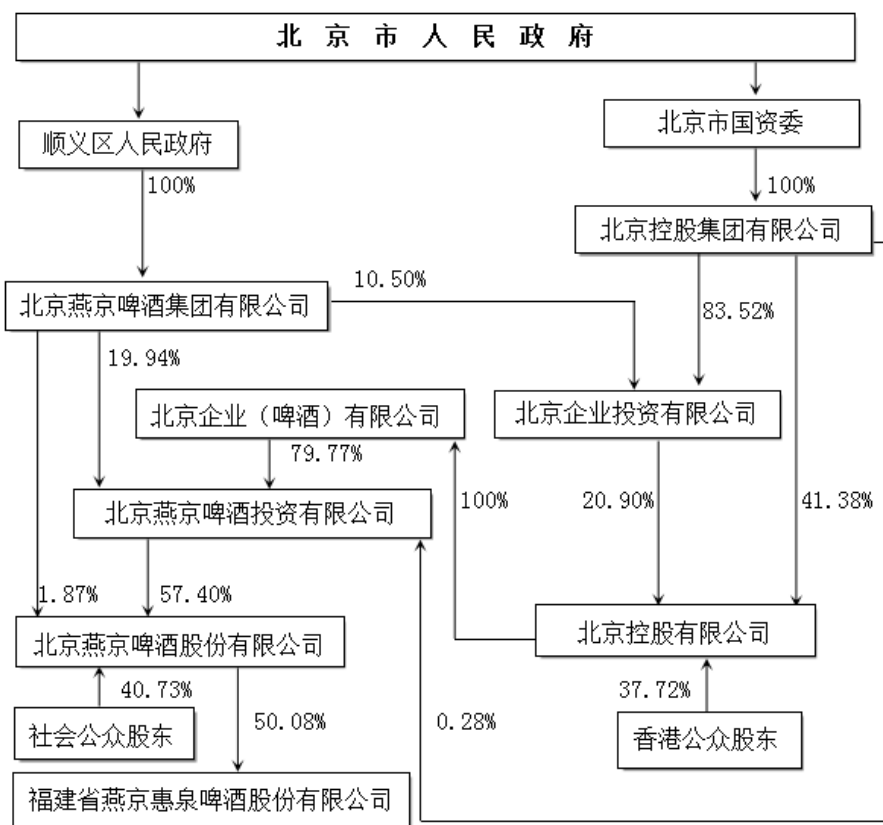 北京市人民政府
顺义区人民政府
北京市国资委
100%
100%
北京控股集团有限公司
北京燕京啤酒集团有限公司
10.50%
83.52%
19.94%
北京企业（啤酒）有限公司
北京企业投资有限公司
79.77%
北京燕京啤酒投资有限公司
100%
20.90%
41.38%
1.87%
57.40%
北京燕京啤酒股份有限公司
北京控股有限公司
40.73%
37.72%
社会公众股东
50.08%
0.28%
香港公众股东
福建省燕京惠泉啤酒股份有限公司